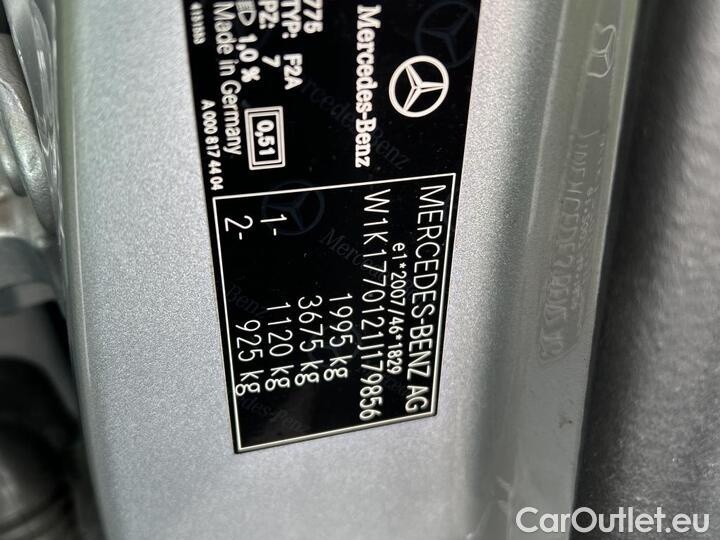 Mercedes-Benz
775
TYP: F2A
PZ: 7
1,0 %
Made in Germany
0,51
A 000 817 44 04
MERCEDES-BENZ AG
e1*2007/46*1829
W1K1770121J179856
1995 kg
3675 kg
1- 1120 kg
2- 925 kg
CarOutlet.eu